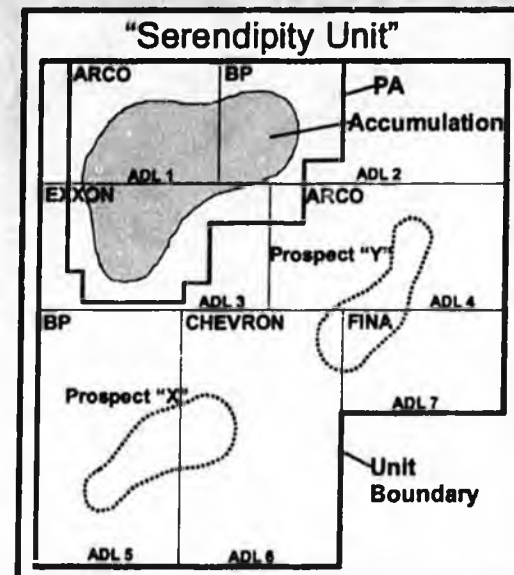 "Serendipity Unit"
ARCO BP
PA
Accumulation
ADL 1 ADL 2
EXXON ARCO
Prospect "Y"
ADL 3 ADL 4
BP CHEVRON FINA
Prospect "X"
ADL 7
Unit
Boundary
ADL 5 ADL 6